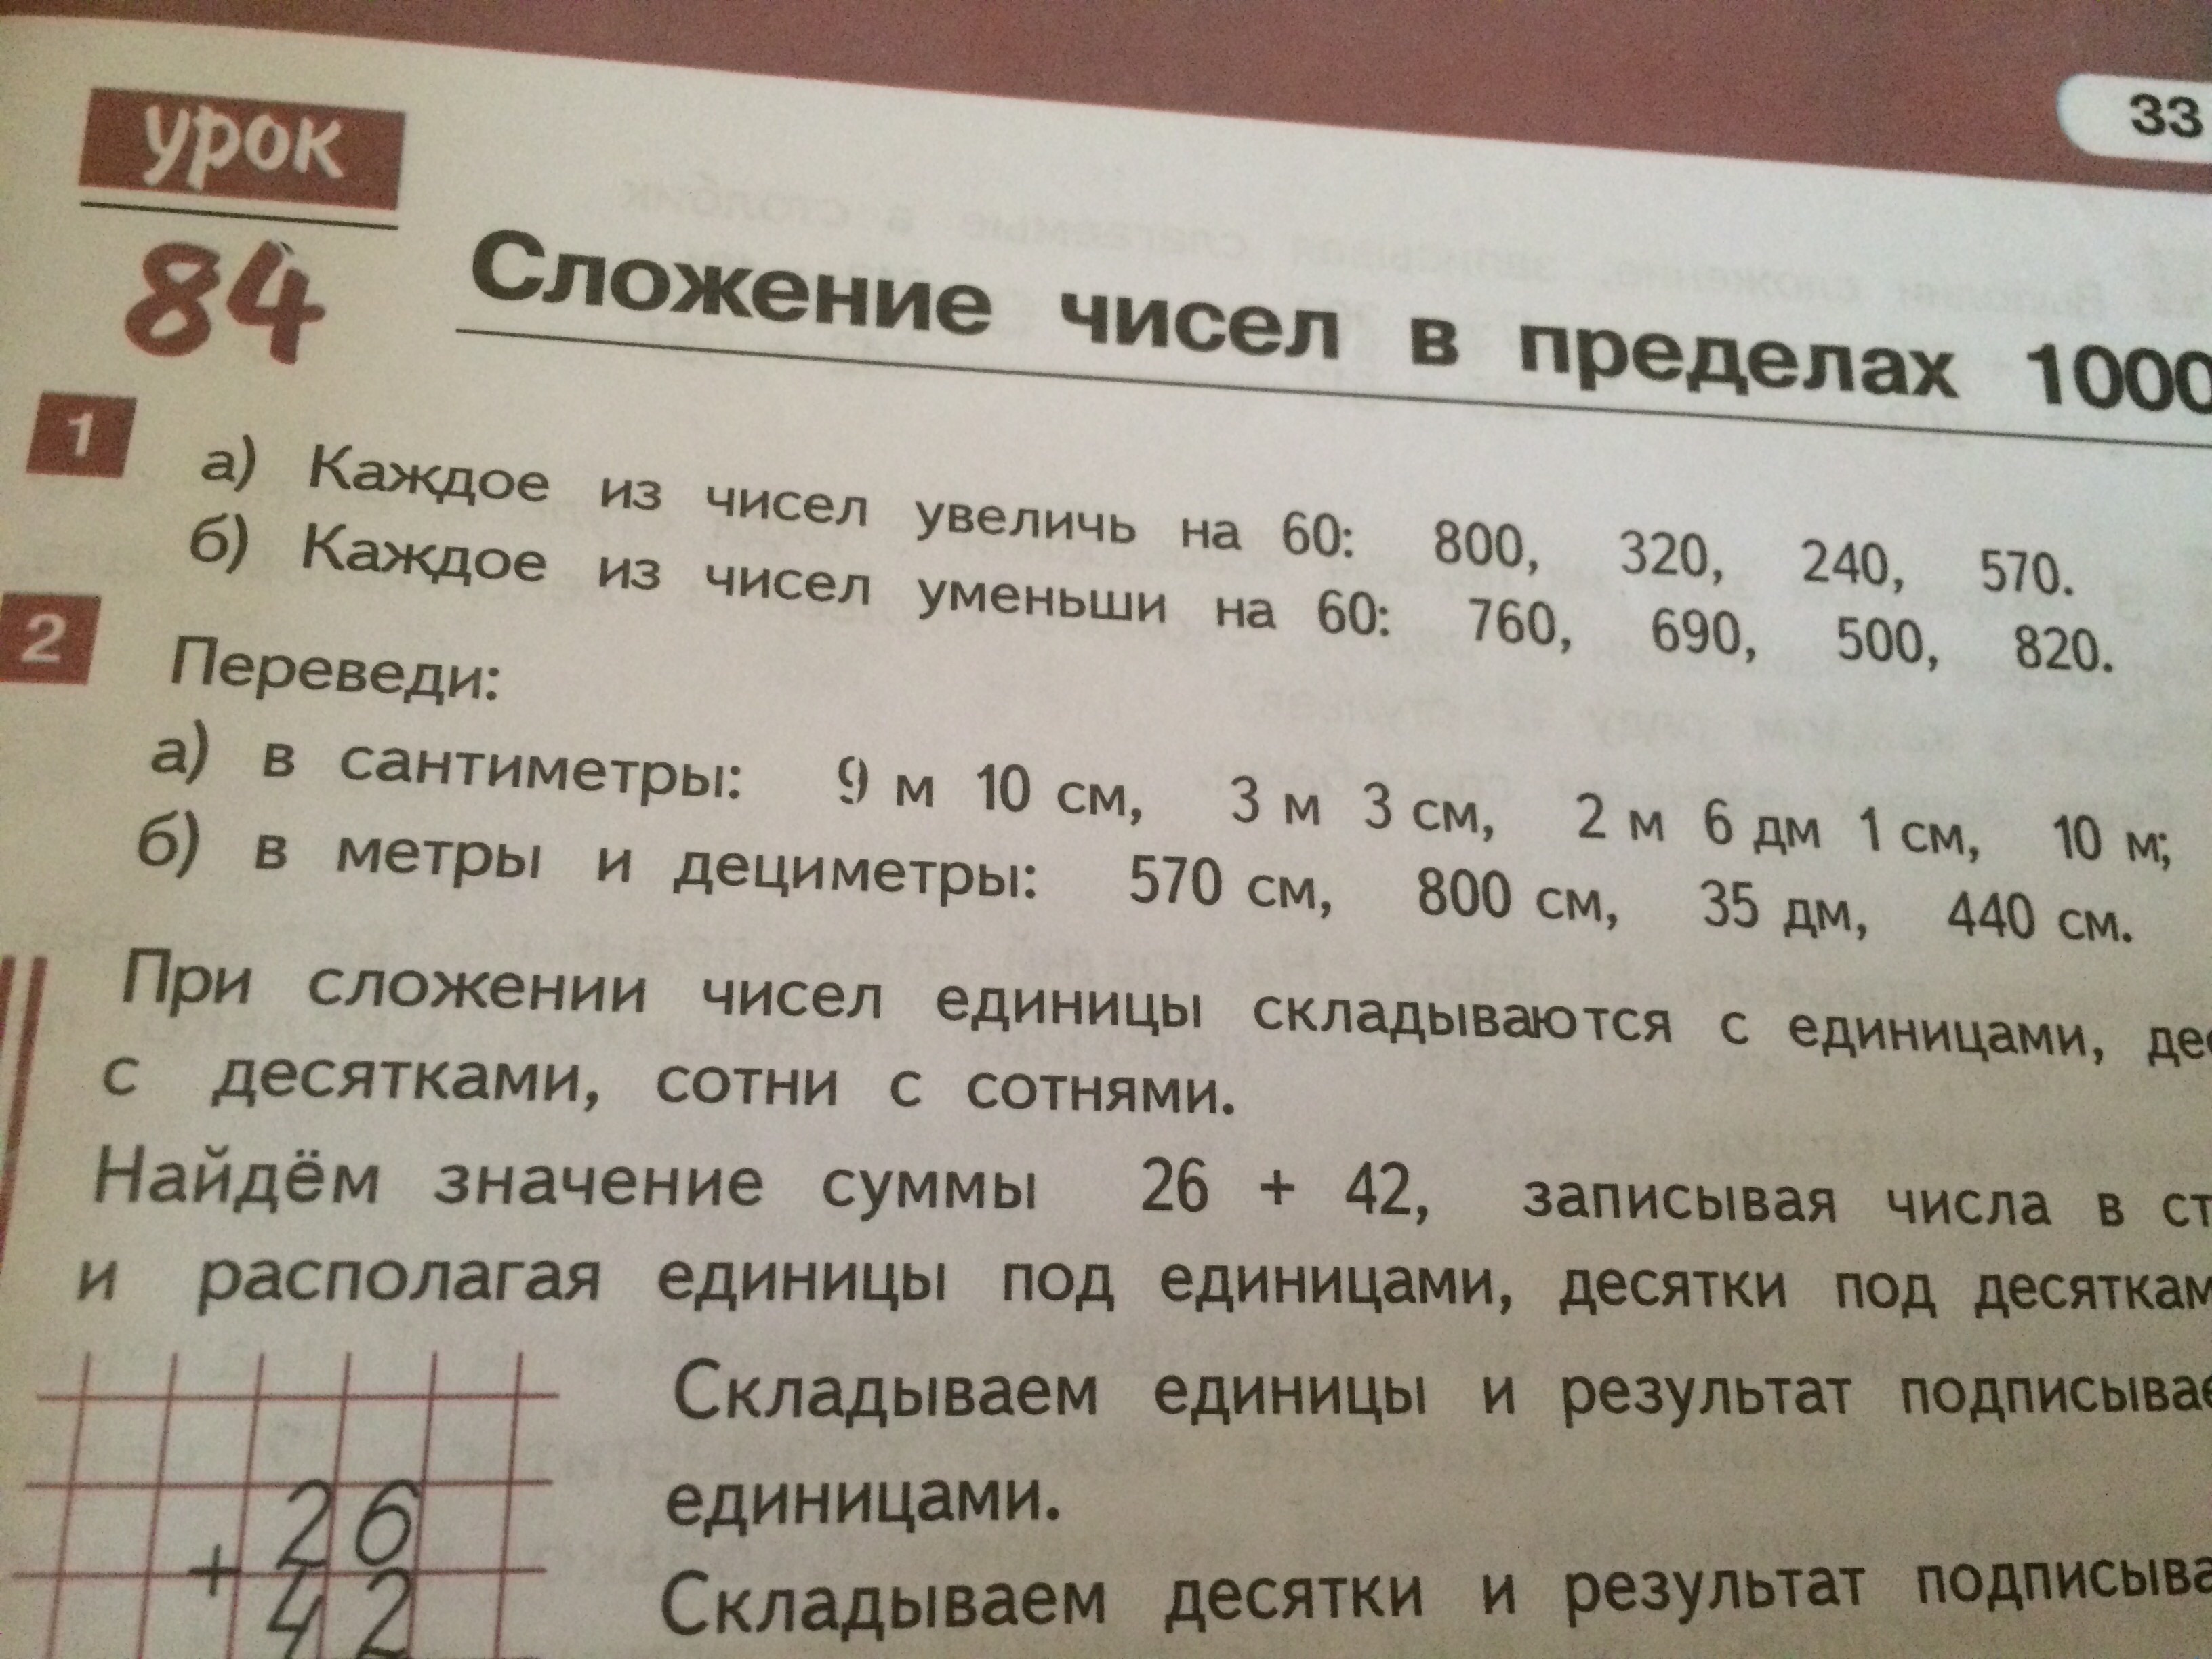 33
урок
84
Сложение чисел в пределах 1000
1
а) Каждое из чисел увеличь на 60: 800, 320, 240, 570.
б) Каждое из чисел уменьши на 60: 760, 690, 500, 820.
2
Переведи:
а) в сантиметры: 9 м 10 см, 3 м 3 см, 2 м 6 дм 1 см, 10 м;
б) в метры и дециметры: 570 см, 800 см, 35 дм, 440 см.
При сложении чисел единицы складываются с единицами,
с десятками, сотни с сотнями.
Найдём значение суммы 26 + 42, записывая числа в
и располагая единицы под единицами, десятки под десяткам
Складываем единицы и результат подписывае
единицами.
Складываем десятки и результат подписыва
26
+ 42